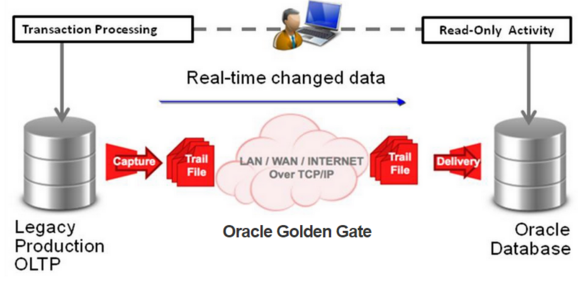 Transaction Processing
Read-Only Activity
Real-time changed data
Capture
Trail
File
LAN / WAN / INTERNET
Over TCP/IP
Trail
File
Delivery
Legacy
Production
OLTP
Oracle Golden Gate
Oracle
Database